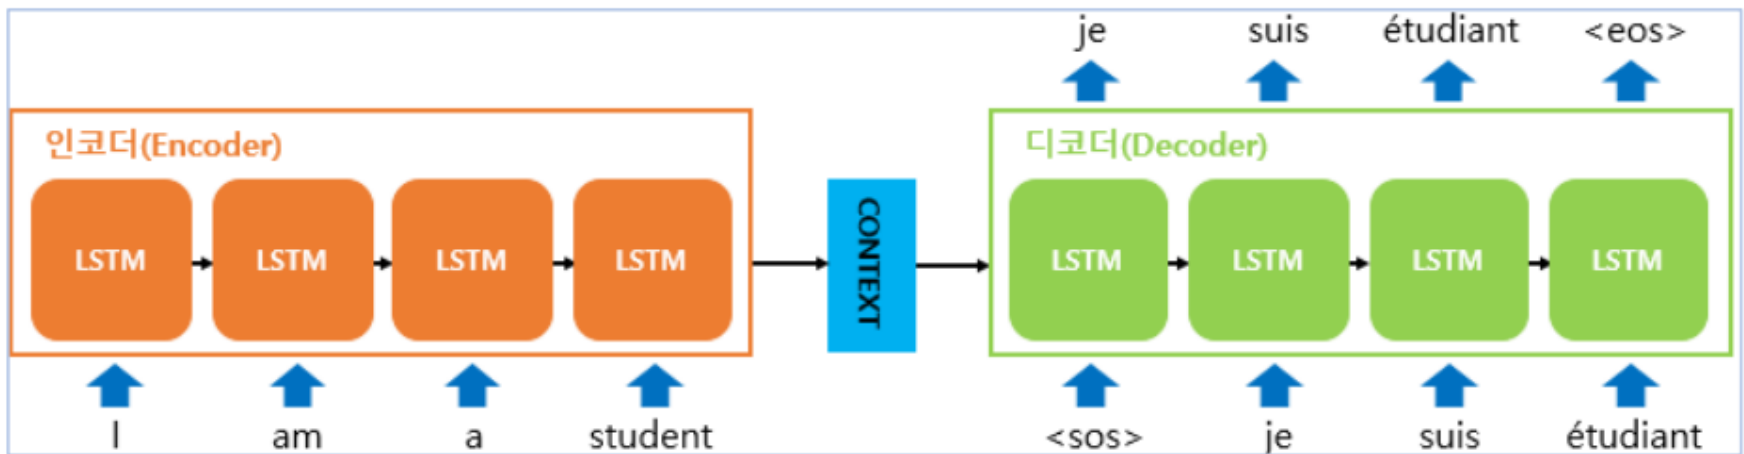 je suis étudiant <eos>
인코더(Encoder)
디코더(Decoder)
LSTM LSTM LSTM LSTM
CONTEXT
LSTM LSTM LSTM LSTM
I am a student
<sos> je suis étudiant